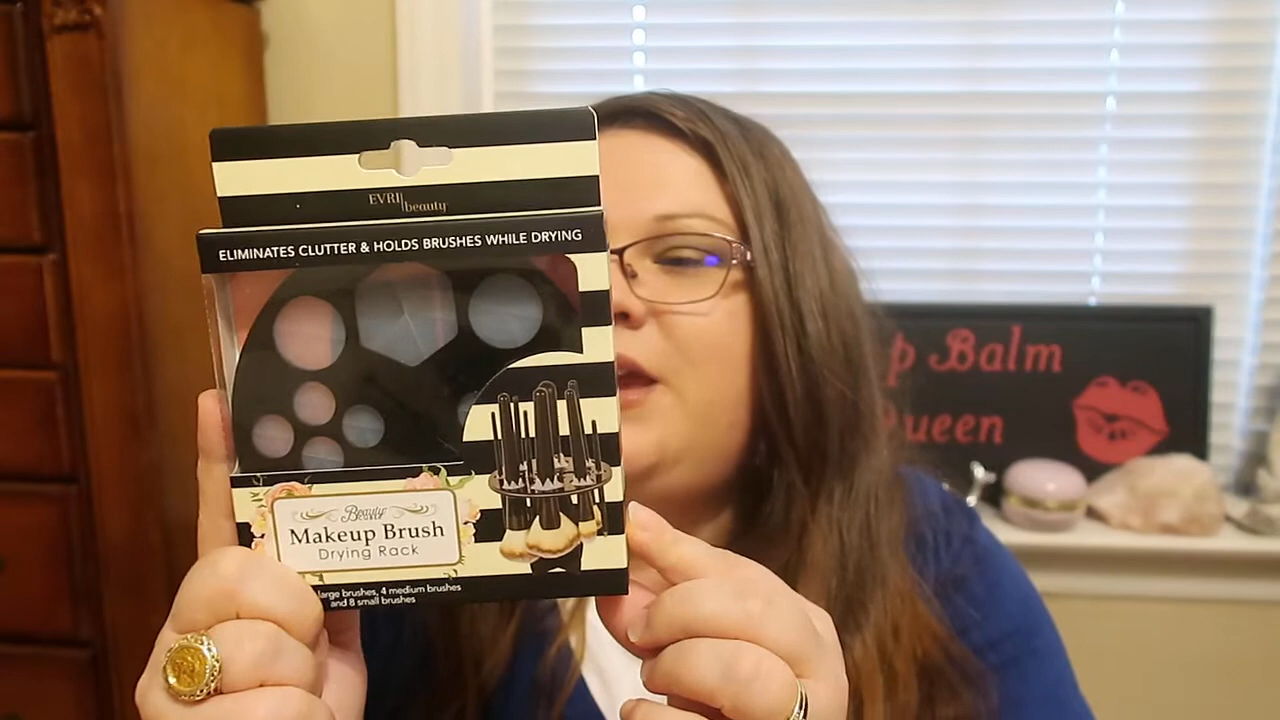 EVRI beauty
ELIMINATES CLUTTER & HOLDS BRUSHES WHILE DRYING
Beauty
Makeup Brush
Drying Rack
large brushes, 4 medium brushes
and 8 small brushes
Balm